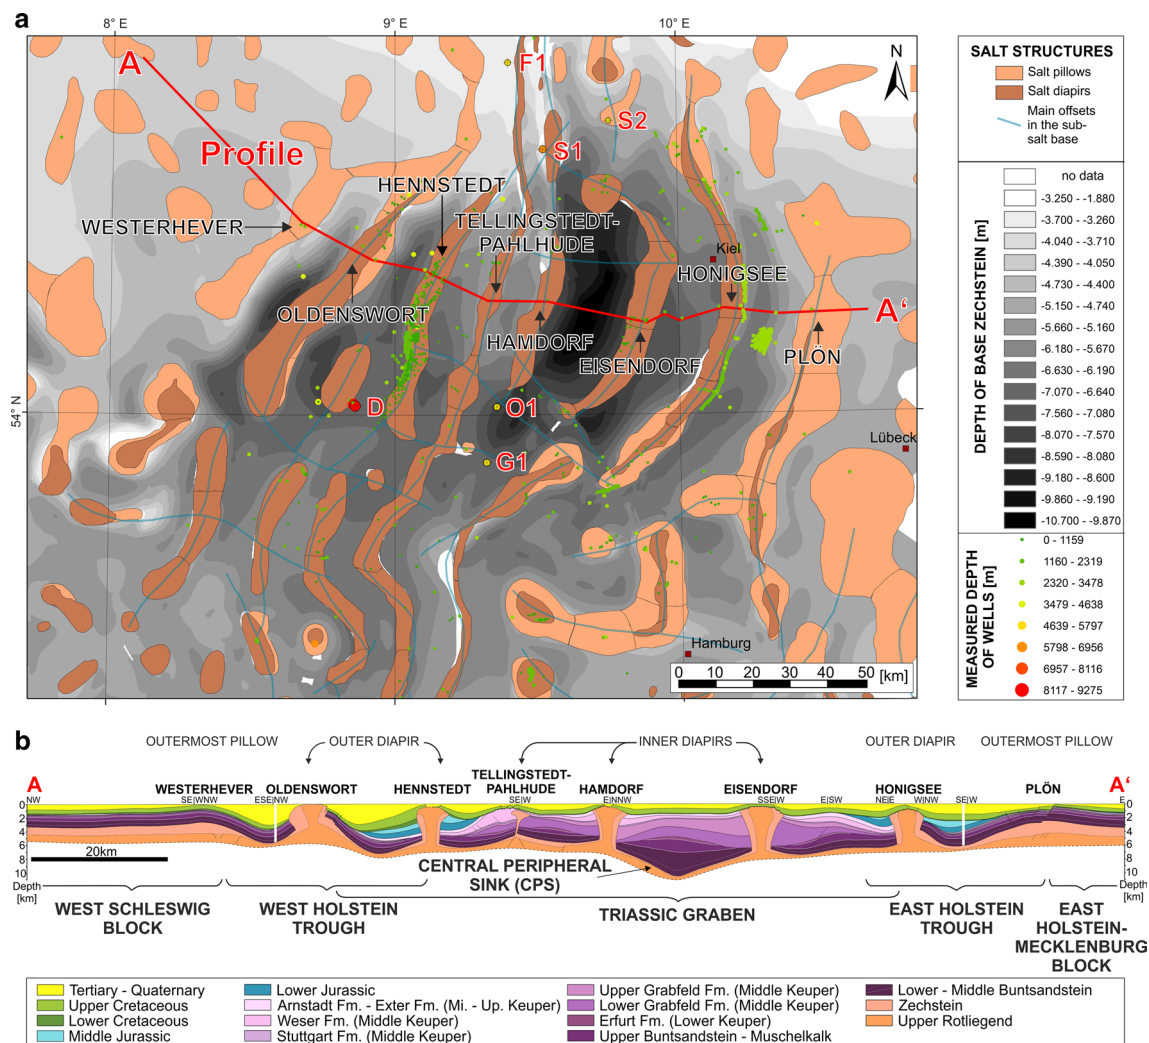 a
8° E
9° E
10° E
A
F1
N
S2
Profile
S1
HENNSTEDT
WESTERHEVER
TELLINGSTEDT-
PAHLHUDE
Kiel
HONIGSEE
OLDENSWORT
HAMDORF
A‘
EISENDORF
PLÖN
54° N
D
O1
Lübeck
G1
Hamburg
0 10 20 30 40 50 [km]
SALT STRUCTURES
Salt pillows
Salt diapirs
Main offsets
in the sub-
salt base
DEPTH OF BASE ZECHSTEIN [m]
no data
-3.250 - -1.880
-3.700 - -3.260
-4.040 - -3.710
-4.390 - -4.050
-4.730 - -4.400
-5.150 - -4.740
-5.660 - -5.160
-6.180 - -5.670
-6.630 - -6.190
-7.070 - -6.640
-7.560 - -7.080
-8.070 - -7.570
-8.590 - -8.080
-9.180 - -8.600
-9.860 - -9.190
-10.700 - -9.870
MEASURED DEPTH
OF WELLS [m]
0 - 1159
1160 - 2319
2320 - 3478
3479 - 4638
4639 - 5797
5798 - 6956
6957 - 8116
8117 - 9275
b
OUTERMOST PILLOW
OUTER DIAPIR
INNER DIAPIRS
OUTER DIAPIR
OUTERMOST PILLOW
A
WESTERHEVER
OLDENSWORT
HENNSTEDT
TELLINGSTEDT-
PAHLHUDE
HAMDORF
EISENDORF
HONIGSEE
PLÖN
A‘
NW
SE|WNW
ESE|NW
SE|W
E|NNW
SSE|W
E|SW
NE|E
W|NW
SE|W
E
0
2
4
6
8
10
Depth
[km]
20km
CENTRAL PERIPHERAL
SINK (CPS)
0
2
4
6
8
10
Depth
[km]
WEST SCHLESWIG
BLOCK
WEST HOLSTEIN
TROUGH
TRIASSIC GRABEN
EAST HOLSTEIN
TROUGH
EAST
HOLSTEIN-
MECKLENBURG
BLOCK
Tertiary - Quaternary
Upper Cretaceous
Lower Cretaceous
Middle Jurassic
Lower Jurassic
Arnstadt Fm. - Exter Fm. (Mi. - Up. Keuper)
Weser Fm. (Middle Keuper)
Stuttgart Fm. (Middle Keuper)
Upper Grabfeld Fm. (Middle Keuper)
Lower Grabfeld Fm. (Middle Keuper)
Erfurt Fm. (Lower Keuper)
Upper Buntsandstein - Muschelkalk
Lower - Middle Buntsandstein
Zechstein
Upper Rotliegend